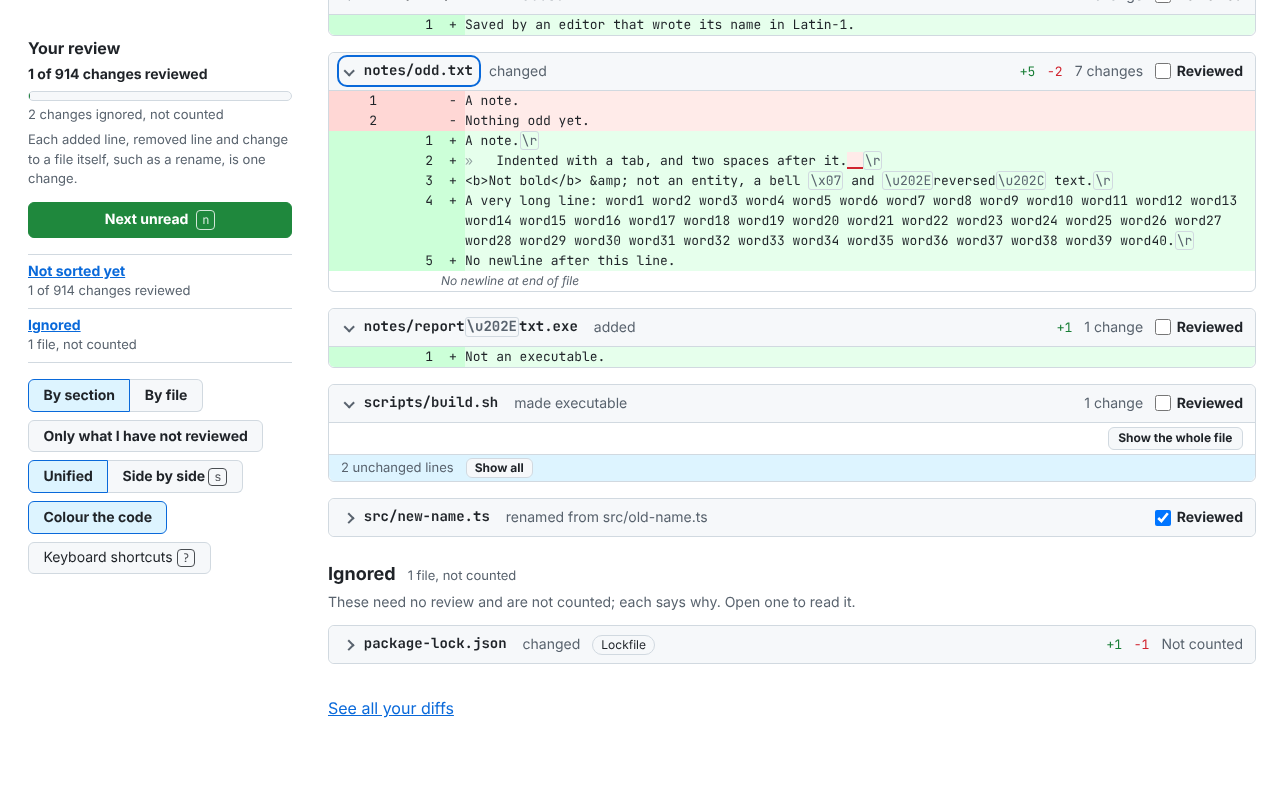 Your review
1 of 914 changes reviewed
2 changes ignored, not counted
Each added line, removed line and change
to a file itself, such as a rename, is one
change.
Next unread n
Not sorted yet
1 of 914 changes reviewed
Ignored
1 file, not counted
By section By file
Only what I have not reviewed
Unified Side by side s
Colour the code
Keyboard shortcuts ?
1 + Saved by an editor that wrote its name in Latin-1.
notes/odd.txt changed +5 -2 7 changes Reviewed
1 - A note.
2 - Nothing odd yet.
1 + A note.\r
2 + » Indented with a tab, and two spaces after it. \r
3 + <b>Not bold</b> &amp; not an entity, a bell \x07 and \u202Ereversed\u202C text.\r
4 + A very long line: word1 word2 word3 word4 word5 word6 word7 word8 word9 word10 word11 word12 word13
word14 word15 word16 word17 word18 word19 word20 word21 word22 word23 word24 word25 word26 word27
word28 word29 word30 word31 word32 word33 word34 word35 word36 word37 word38 word39 word40.\r
5 + No newline after this line.
No newline at end of file
notes/report\u202Etxt.exe added +1 1 change Reviewed
1 + Not an executable.
scripts/build.sh made executable 1 change Reviewed
Show the whole file
2 unchanged lines Show all
src/new-name.ts renamed from src/old-name.ts Reviewed
Ignored 1 file, not counted
These need no review and are not counted; each says why. Open one to read it.
package-lock.json changed Lockfile +1 -1 Not counted
See all your diffs